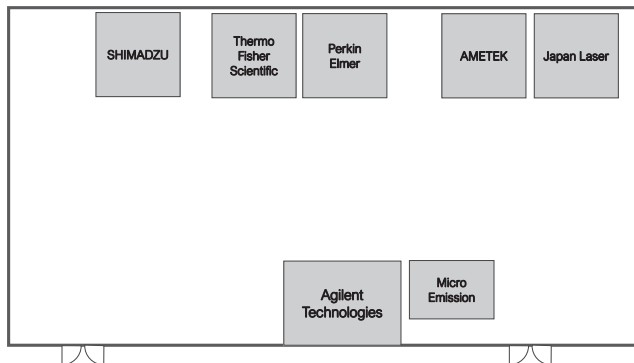 SHIMADZU
Thermo
Fisher
Scientific
Perkin
Elmer
AMETEK
Japan Laser
Agilent
Technologies
Micro
Emission